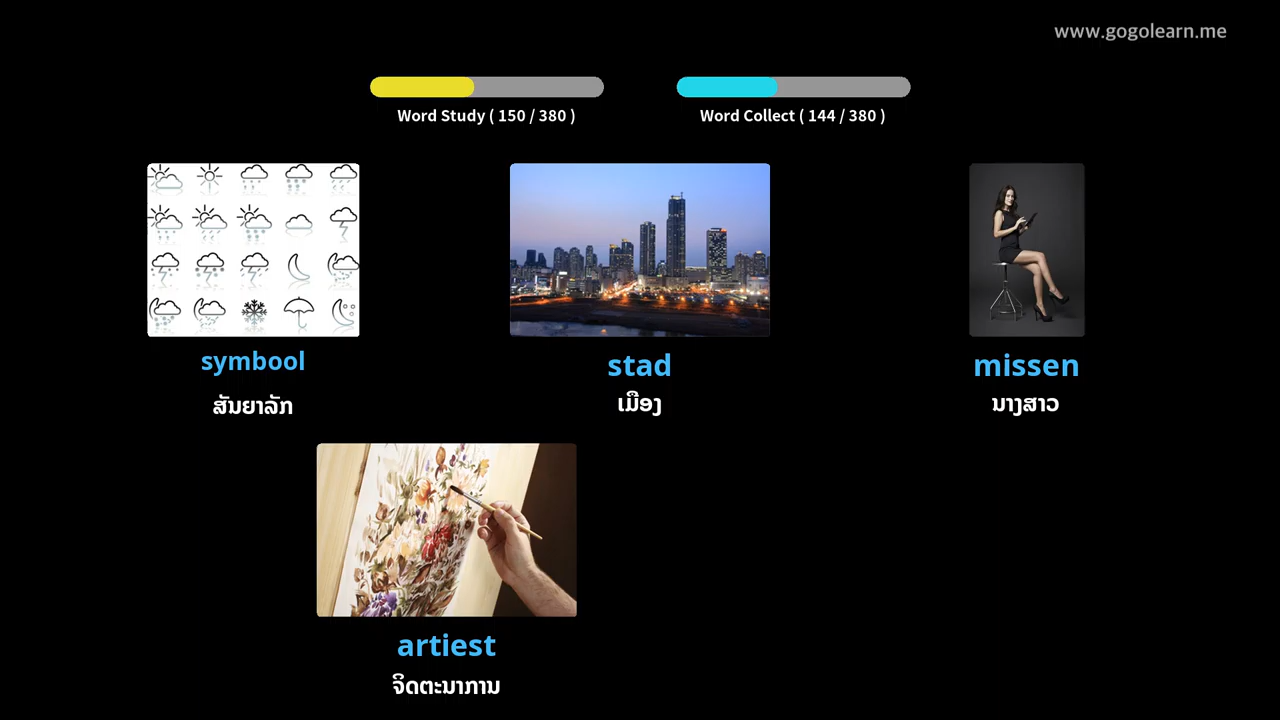 www.gogolearn.me
Word Study ( 150 / 380 )
Word Collect ( 144 / 380 )
symbool
ສັນຍາລັກ
stad
ເມືອງ
missen
ນາງສາວ
artiest
ຈິດຕະນາການ